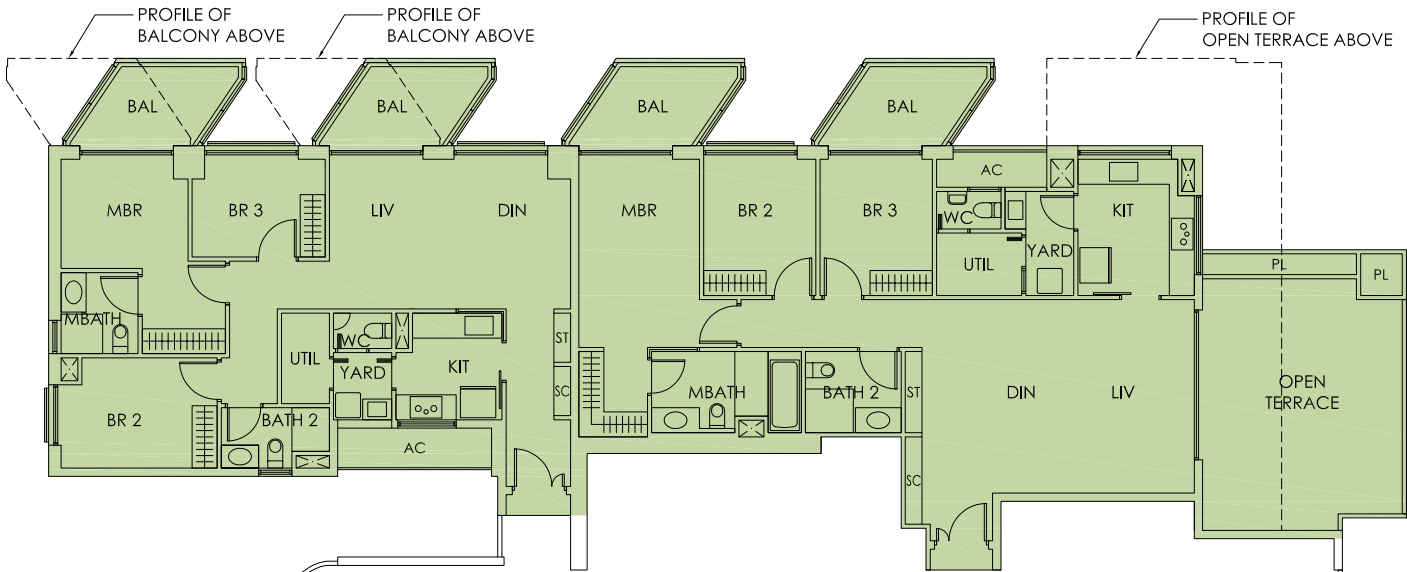 PROFILE OF
BALCONY ABOVE
PROFILE OF
BALCONY ABOVE
PROFILE OF
OPEN TERRACE ABOVE
BAL
BAL
BAL
BAL
MBR
BR 3
LIV
DIN
MBR
BR 2
BR 3
AC
WC
KIT
UTIL
YARD
PL
PL
MBATH
UTIL
WC
YARD
KIT
ST
SC
BR 2
BATH 2
AC
MBATH
BATH 2
ST
SC
DIN
LIV
OPEN
TERRACE